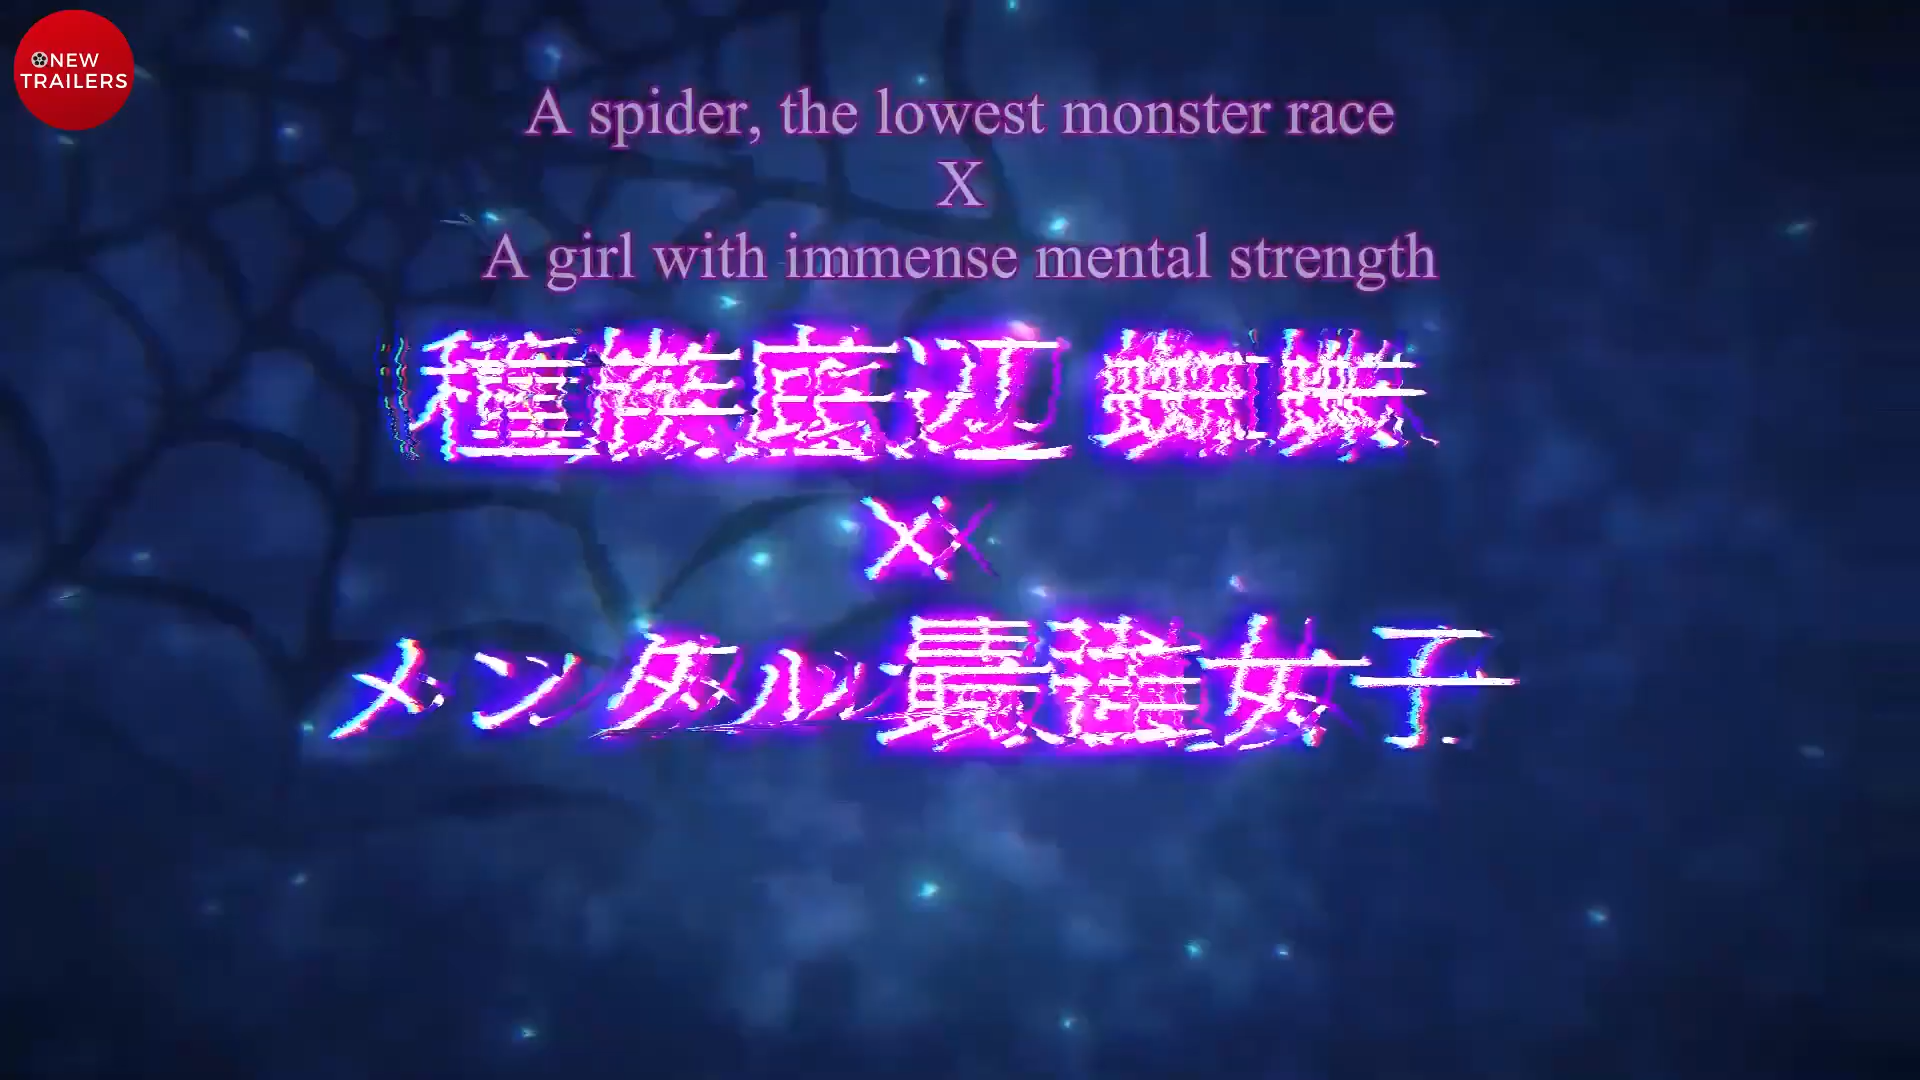 NEW
TRAILERS
A spider, the lowest monster race
X
A girl with immense mental strength
種族底辺 蜘蛛
×
メンタル最強女子